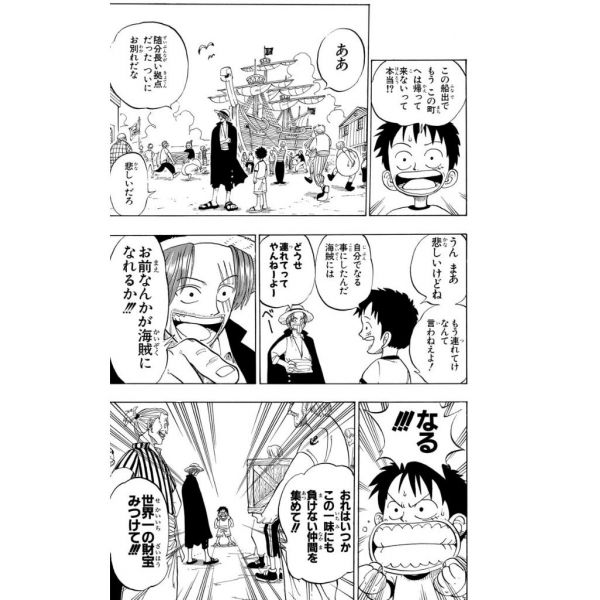 この船出で
もう この町
へは帰って
来ないって
本当!?
ああ
随分長い拠点
だった ついに
お別れだな
悲しいだろ
うん まあ
悲しいけどね
もう連れてけ
なんて
言わねえよ!
自分でなる
事にしたんだ
海賊には
どうせ
連れてって
やんねーよー
べー
お前なんかが海賊に
なれるか!!!
なる
!!!
おれはいつか
この一味にも
負けない仲間を
集めて!!
世界一の財宝
みつけて!!!